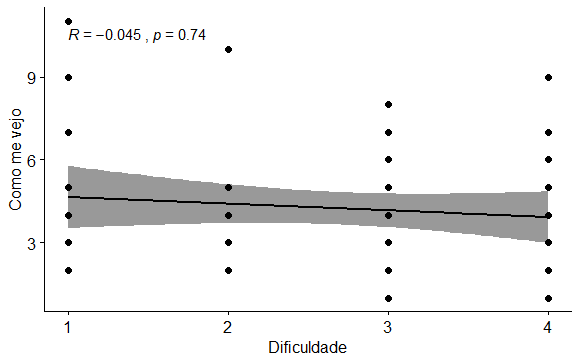 R = −0.045 , p = 0.74
Como me vejo
9
6
3
1 2 3 4
Dificuldade